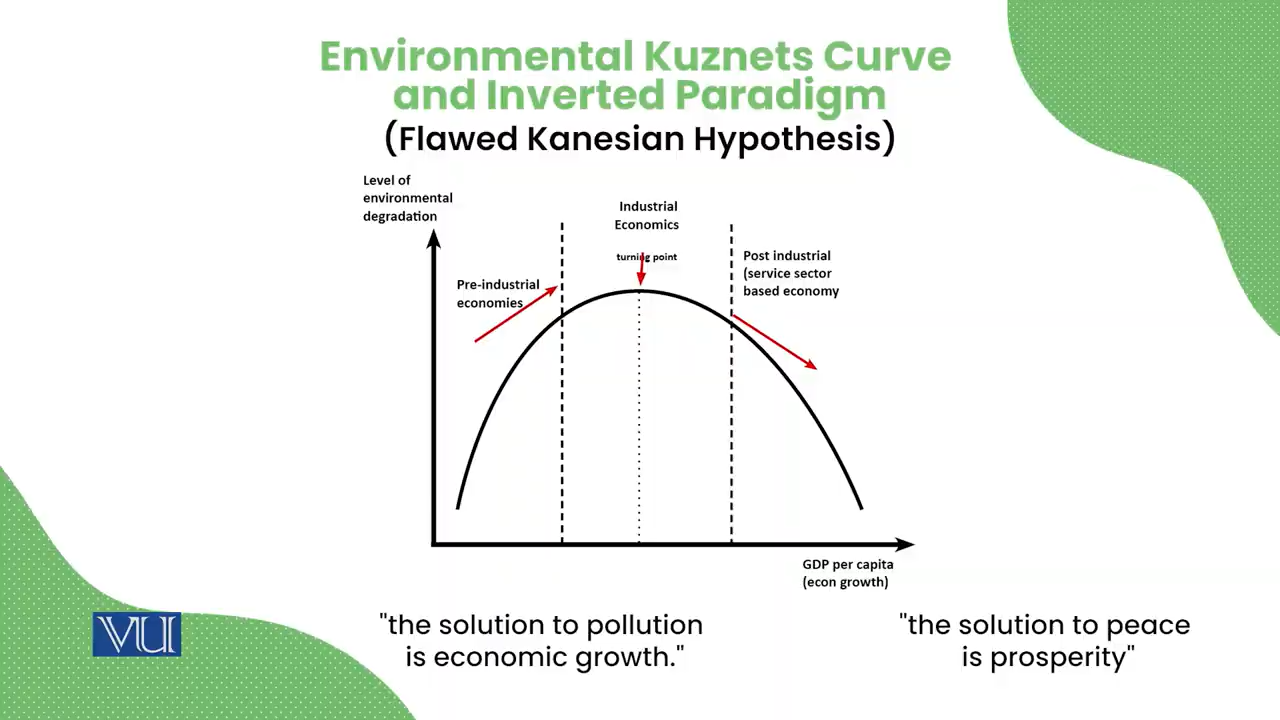 Environmental Kuznets Curve
and Inverted Paradigm
(Flawed Kanesian Hypothesis)
Level of
environmental
degradation
Industrial
Economics
turning point
Pre-industrial
economies
Post industrial
(service sector
based economy
GDP per capita
(econ growth)
"the solution to pollution
is economic growth."
"the solution to peace
is prosperity"
VU